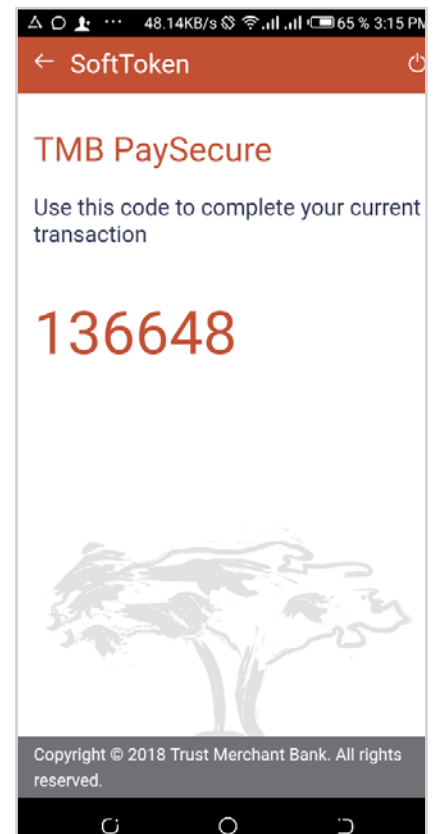 48.14KB/s 65 % 3:15 PM
SoftToken
TMB PaySecure
Use this code to complete your current
transaction
136648
Copyright © 2018 Trust Merchant Bank. All rights
reserved.